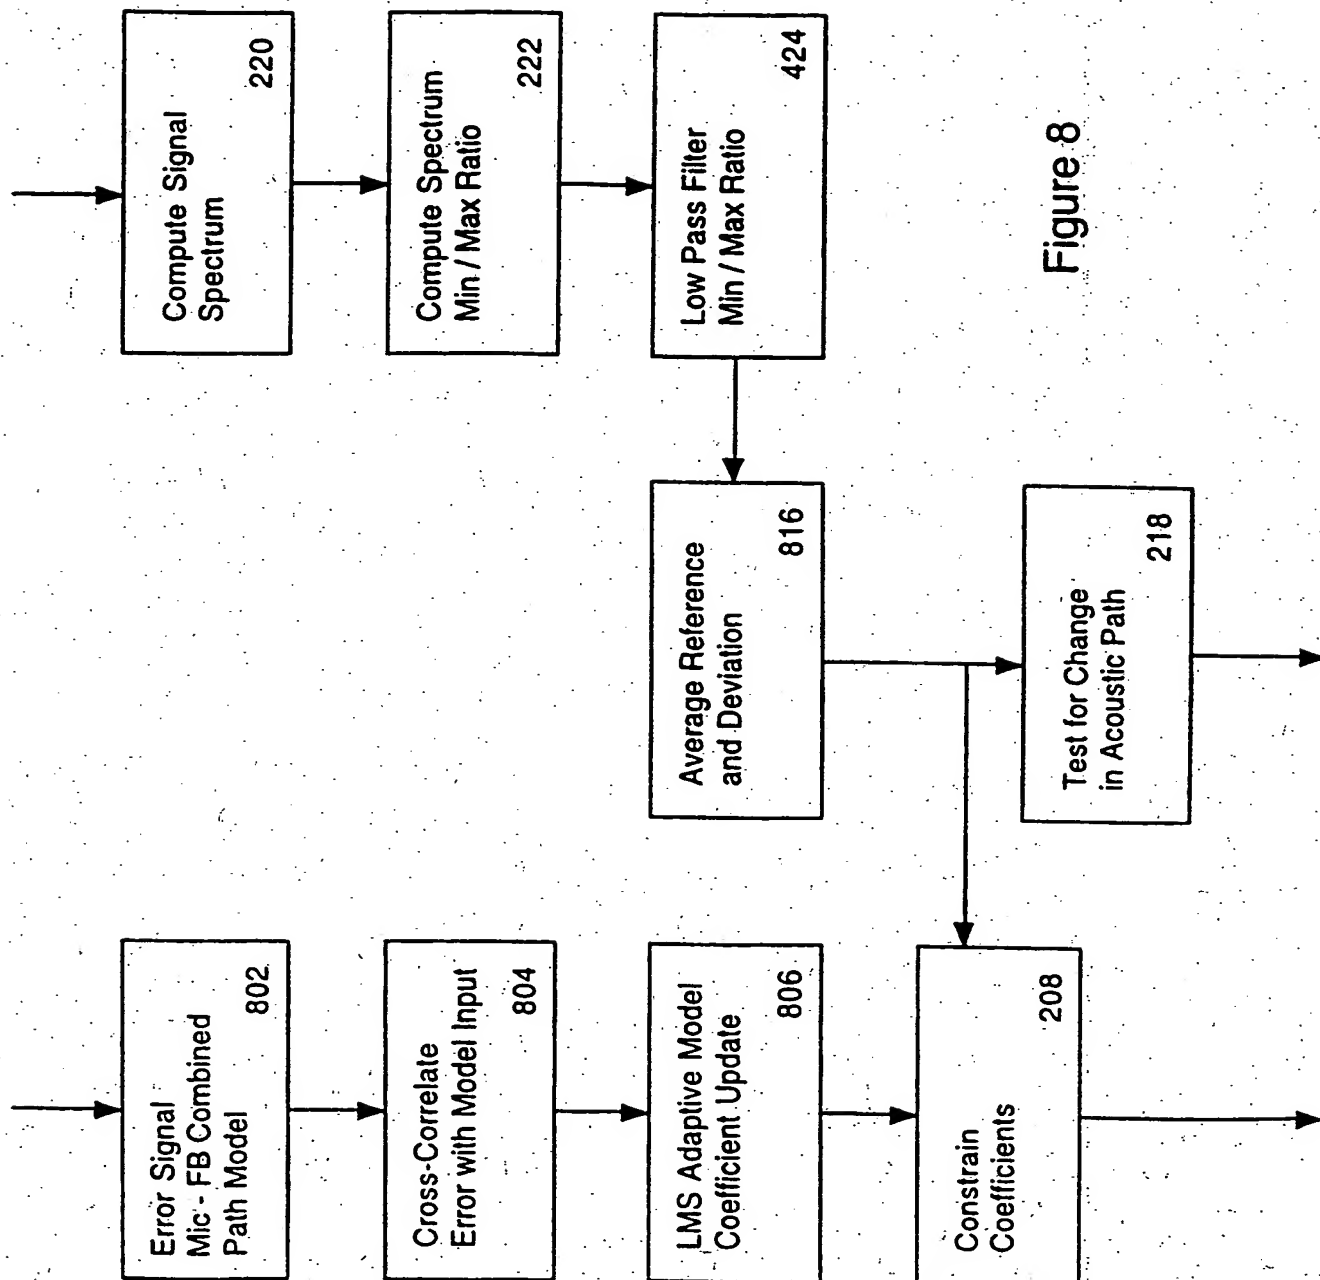 Error Signal
Mic - FB Combined
Path Model
802
Cross-Correlate
Error with Model Input
804
LMS Adaptive Model
Coefficient Update
806
Constrain
Coefficients
208
Average Reference
and Deviation
816
Test for Change
in Acoustic Path
218
Compute Signal
Spectrum
220
Compute Spectrum
Min / Max Ratio
222
Low Pass Filter
Min / Max Ratio
424
Figure 8